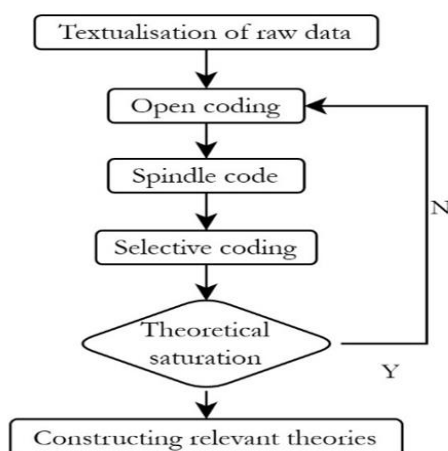 Textualisation of raw data
Open coding
Spindle code
N
Selective coding
Theoretical
saturation
Y
Constructing relevant theories